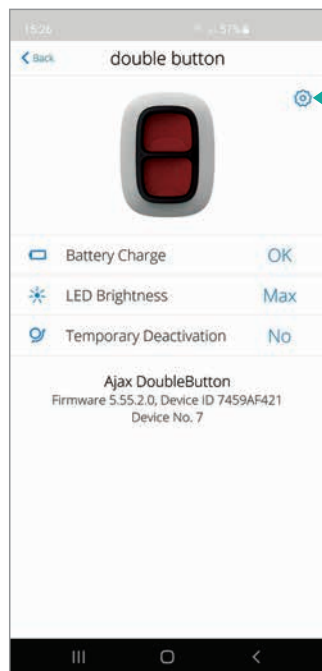 15:26 57%
Back double button
Battery Charge OK
LED Brightness Max
Temporary Deactivation No
Ajax DoubleButton
Firmware 5.55.2.0, Device ID 7459AF421
Device No. 7